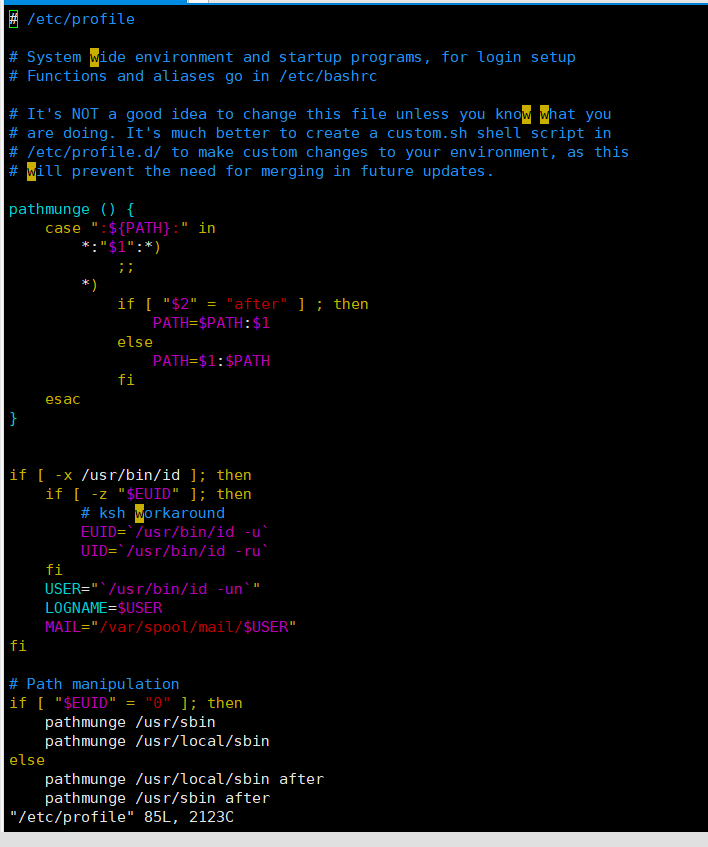 # /etc/profile

# System wide environment and startup programs, for login setup
# Functions and aliases go in /etc/bashrc

# It's NOT a good idea to change this file unless you know what you
# are doing. It's much better to create a custom.sh shell script in
# /etc/profile.d/ to make custom changes to your environment, as this
# will prevent the need for merging in future updates.

pathmunge () {
    case ":${PATH}:" in
        *:"$1":*)
            ;;
        *)
            if [ "$2" = "after" ] ; then
                PATH=$PATH:$1
            else
                PATH=$1:$PATH
            fi
    esac
}


if [ -x /usr/bin/id ]; then
    if [ -z "$EUID" ]; then
        # ksh workaround
        EUID=`/usr/bin/id -u`
        UID=`/usr/bin/id -ru`
    fi
    USER="`/usr/bin/id -un`"
    LOGNAME=$USER
    MAIL="/var/spool/mail/$USER"
fi

# Path manipulation
if [ "$EUID" = "0" ]; then
    pathmunge /usr/sbin
    pathmunge /usr/local/sbin
else
    pathmunge /usr/local/sbin after
    pathmunge /usr/sbin after
"/etc/profile" 85L, 2123C